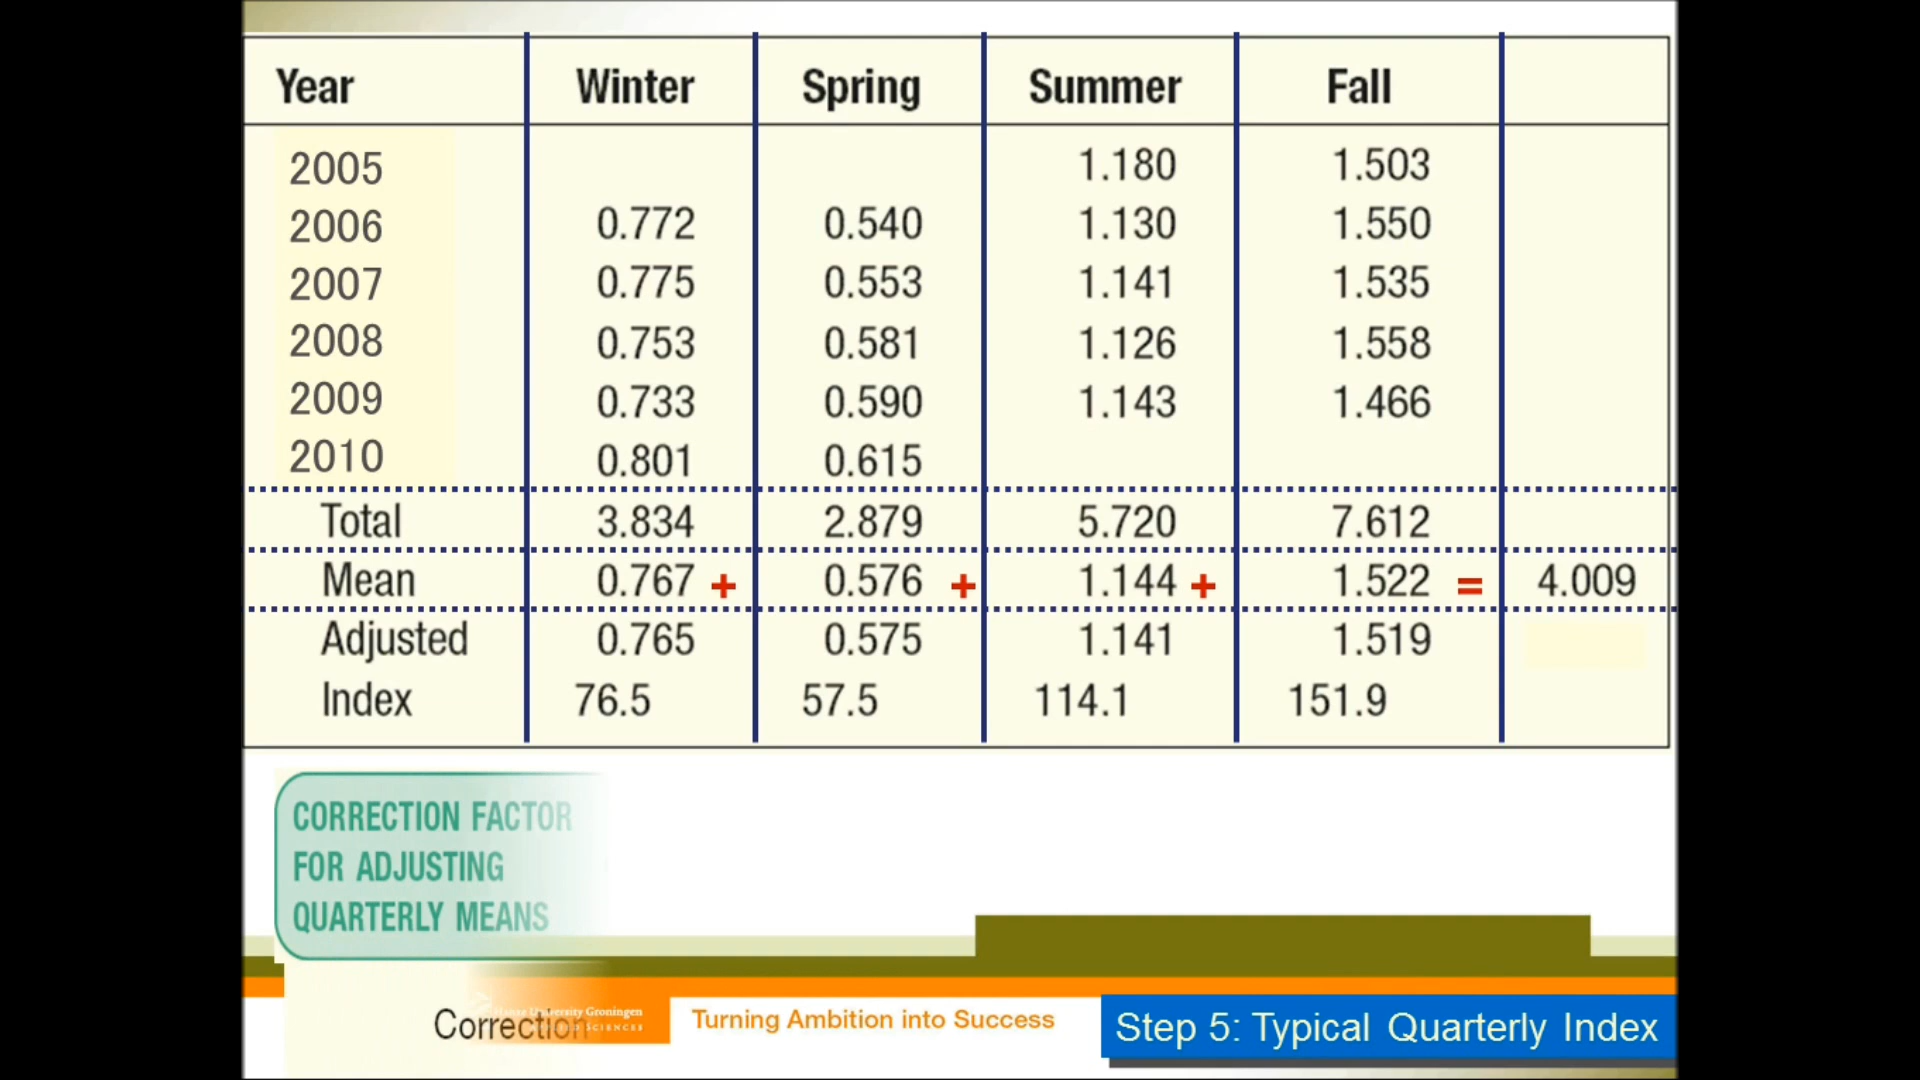 Year Winter Spring Summer Fall
2005 1.180 1.503
2006 0.772 0.540 1.130 1.550
2007 0.775 0.553 1.141 1.535
2008 0.753 0.581 1.126 1.558
2009 0.733 0.590 1.143 1.466
2010 0.801 0.615
Total 3.834 2.879 5.720 7.612
Mean 0.767 + 0.576 + 1.144 + 1.522 = 4.009
Adjusted 0.765 0.575 1.141 1.519
Index 76.5 57.5 114.1 151.9
CORRECTION FACTOR
FOR ADJUSTING
QUARTERLY MEANS
Correction
University Groningen
Turning Ambition into Success
Step 5: Typical Quarterly Index